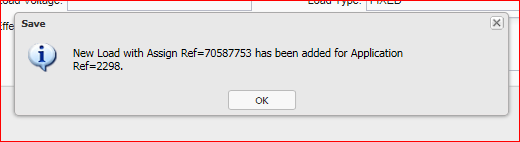 Load Voltage:
Load Type: FIXED
Save
Effe
New Load with Assign Ref=70587753 has been added for Application
Ref=2298.
OK